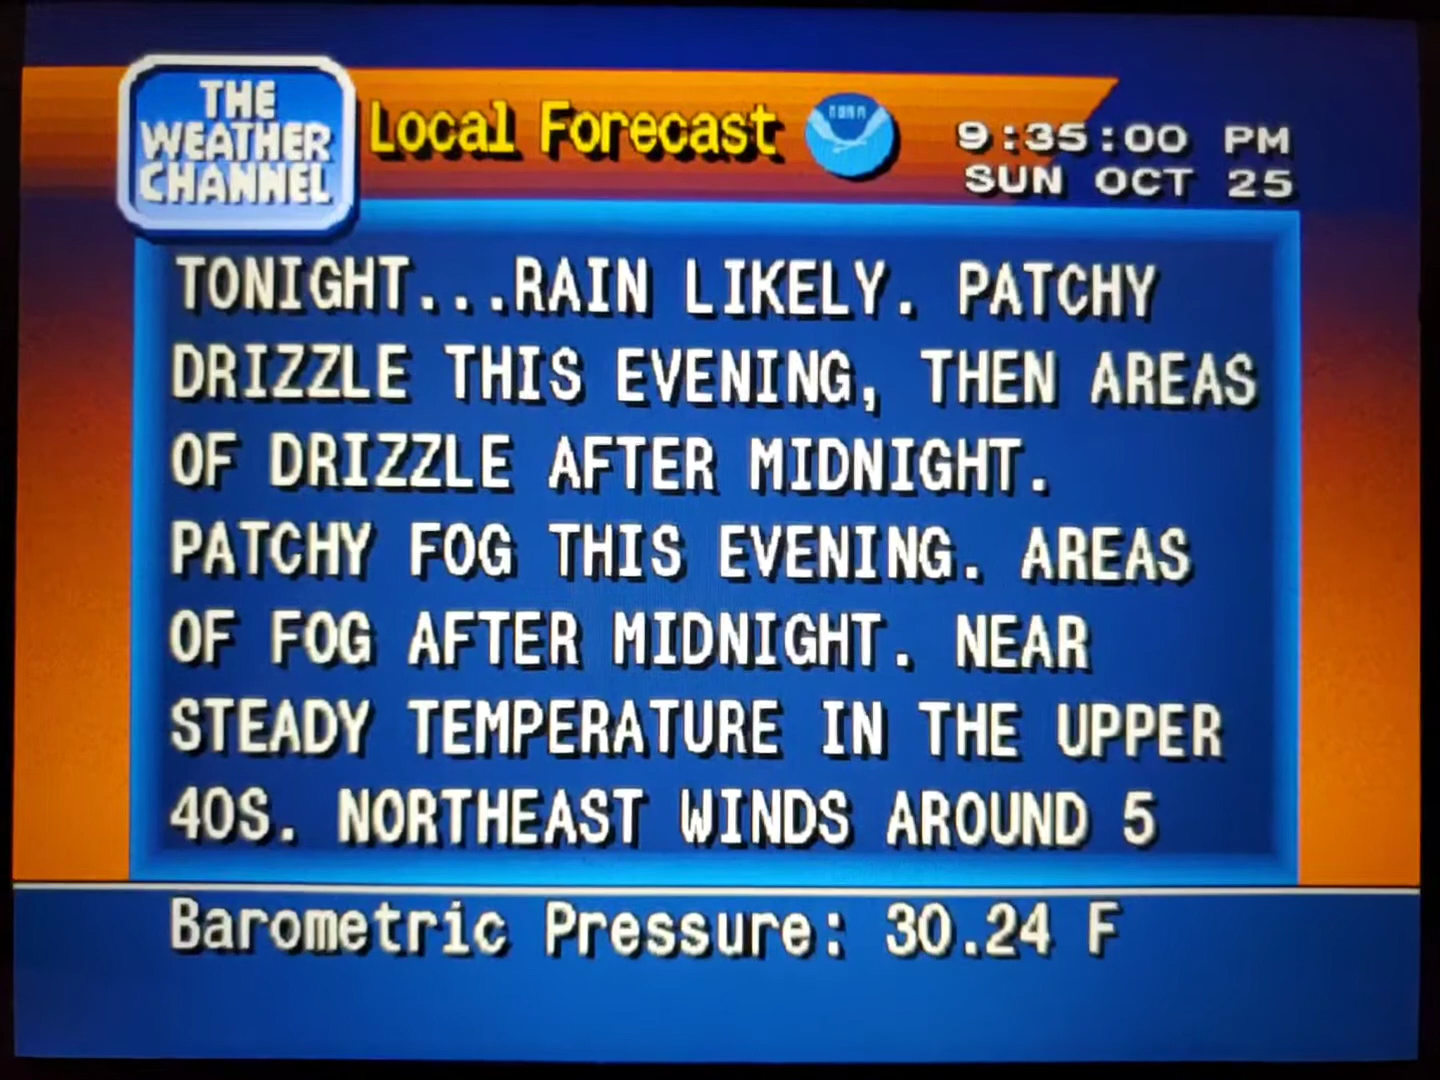 THE
WEATHER
CHANNEL
Local Forecast
NOAA
9:35:00 PM
SUN OCT 25
TONIGHT...RAIN LIKELY. PATCHY
DRIZZLE THIS EVENING, THEN AREAS
OF DRIZZLE AFTER MIDNIGHT.
PATCHY FOG THIS EVENING. AREAS
OF FOG AFTER MIDNIGHT. NEAR
STEADY TEMPERATURE IN THE UPPER
40S. NORTHEAST WINDS AROUND 5
Barometric Pressure: 30.24 F